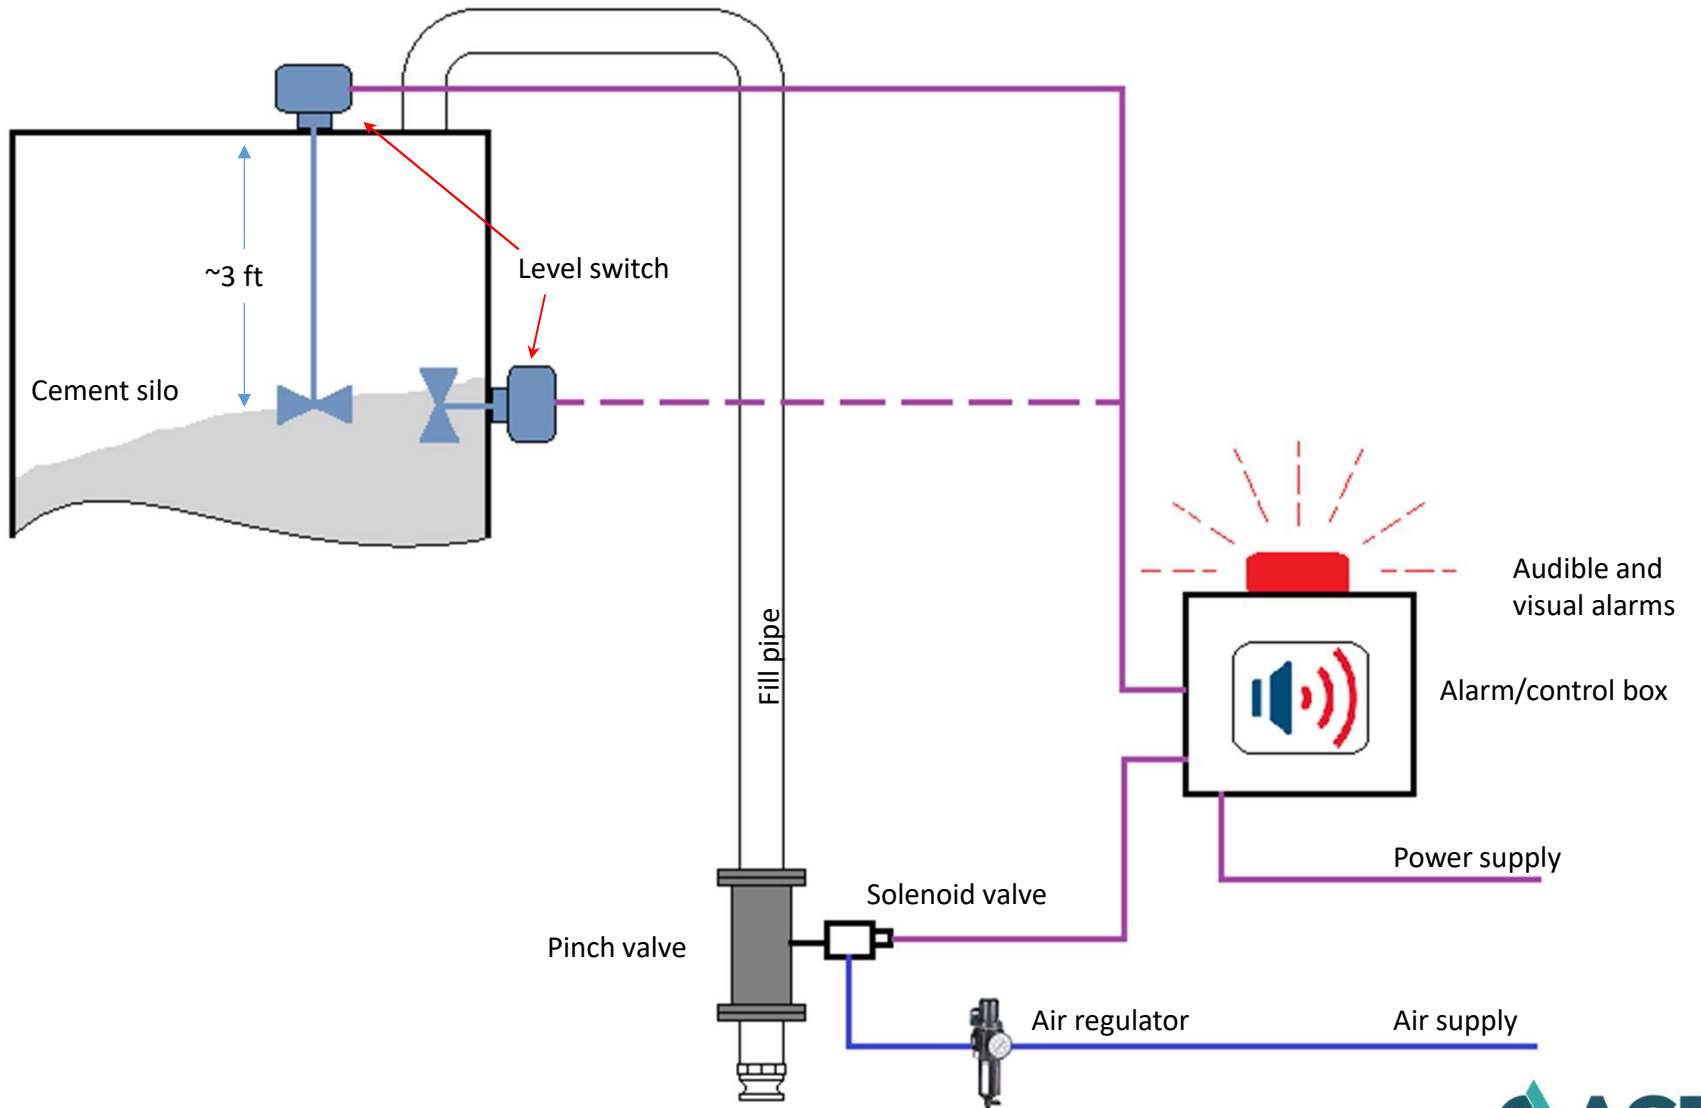 ~3 ft
Level switch
Cement silo
Audible and
visual alarms
Fill pipe
Alarm/control box
Power supply
Solenoid valve
Pinch valve
Air regulator
Air supply